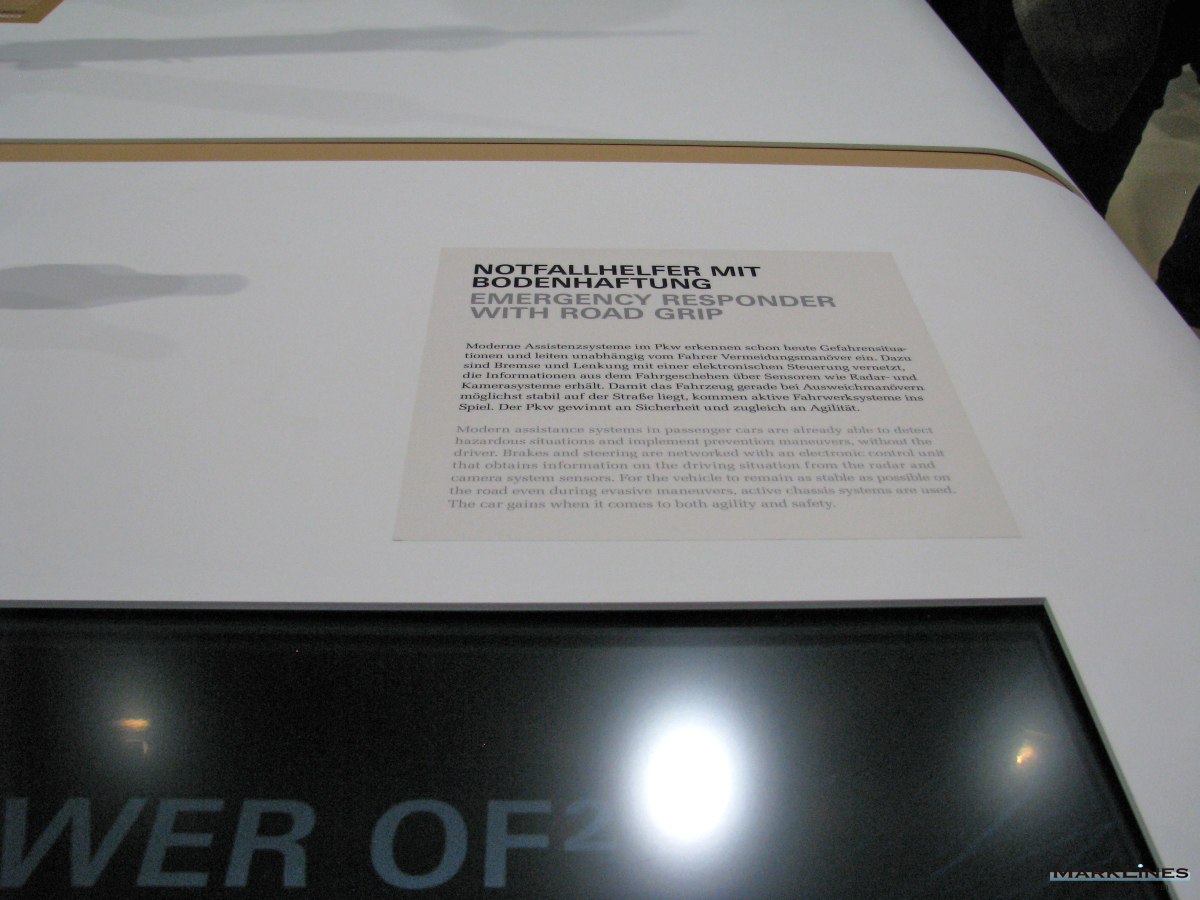 NOTFALLHELFER MIT
BODENHAFTUNG
EMERGENCY RESPONDER
WITH ROAD GRIP
Moderne Assistenzsysteme im Pkw erkennen schon heute Gefahrensitua-
tionen und leiten unabhängig vom Fahrer Vermeidungsmanöver ein. Dazu
sind Bremse und Lenkung mit einer elektronischen Steuerung vernetzt,
die Informationen aus dem Fahrgeschehen über Sensoren wie Radar- und
Kamerasysteme erhält. Damit das Fahrzeug gerade bei Ausweichmanövern
möglichst stabil auf der Straße liegt, kommen aktive Fahrwerksysteme ins
Spiel. Der Pkw gewinnt an Sicherheit und zugleich an Agilität.
Modern assistance systems in passenger cars are already able to detect
hazardous situations and implement prevention maneuvers, without the
driver. Brakes and steering are networked with an electronic control unit
that obtains information on the driving situation from the radar and
camera system sensors. For the vehicle to remain as stable as possible on
the road even during evasive maneuvers, active chassis systems are used.
The car gains when it comes to both agility and safety.
WER OF²
MARKLINES